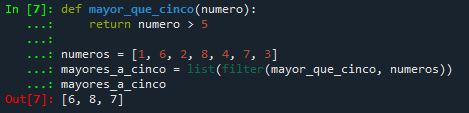 In [7]: def mayor_que_cinco(numero):
   ...:     return numero > 5
   ...:
   ...: numeros = [1, 6, 2, 8, 4, 7, 3]
   ...: mayores_a_cinco = list(filter(mayor_que_cinco, numeros))
   ...: mayores_a_cinco
Out[7]: [6, 8, 7]